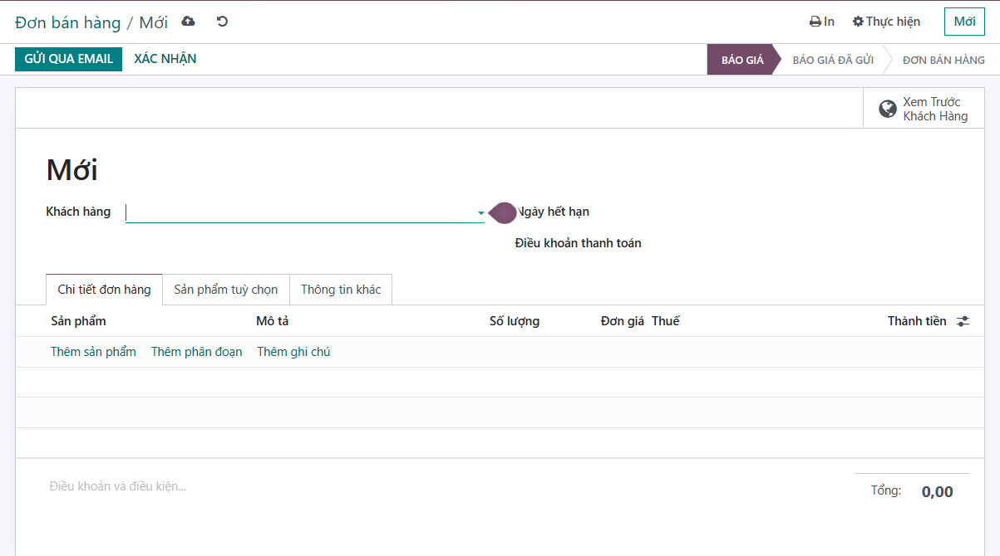 Đơn bán hàng / Mới
In Thực hiện Mới
GỬI QUA EMAIL XÁC NHẬN
BÁO GIÁ BÁO GIÁ ĐÃ GỬI ĐƠN BÁN HÀNG
Xem Trước
Khách Hàng
Mới
Khách hàng
Ngày hết hạn
Điều khoản thanh toán
Chi tiết đơn hàng Sản phẩm tuỳ chọn Thông tin khác
Sản phẩm Mô tả Số lượng Đơn giá Thuế Thành tiền
Thêm sản phẩm Thêm phân đoạn Thêm ghi chú
Điều khoản và điều kiện...
Tổng: 0,00